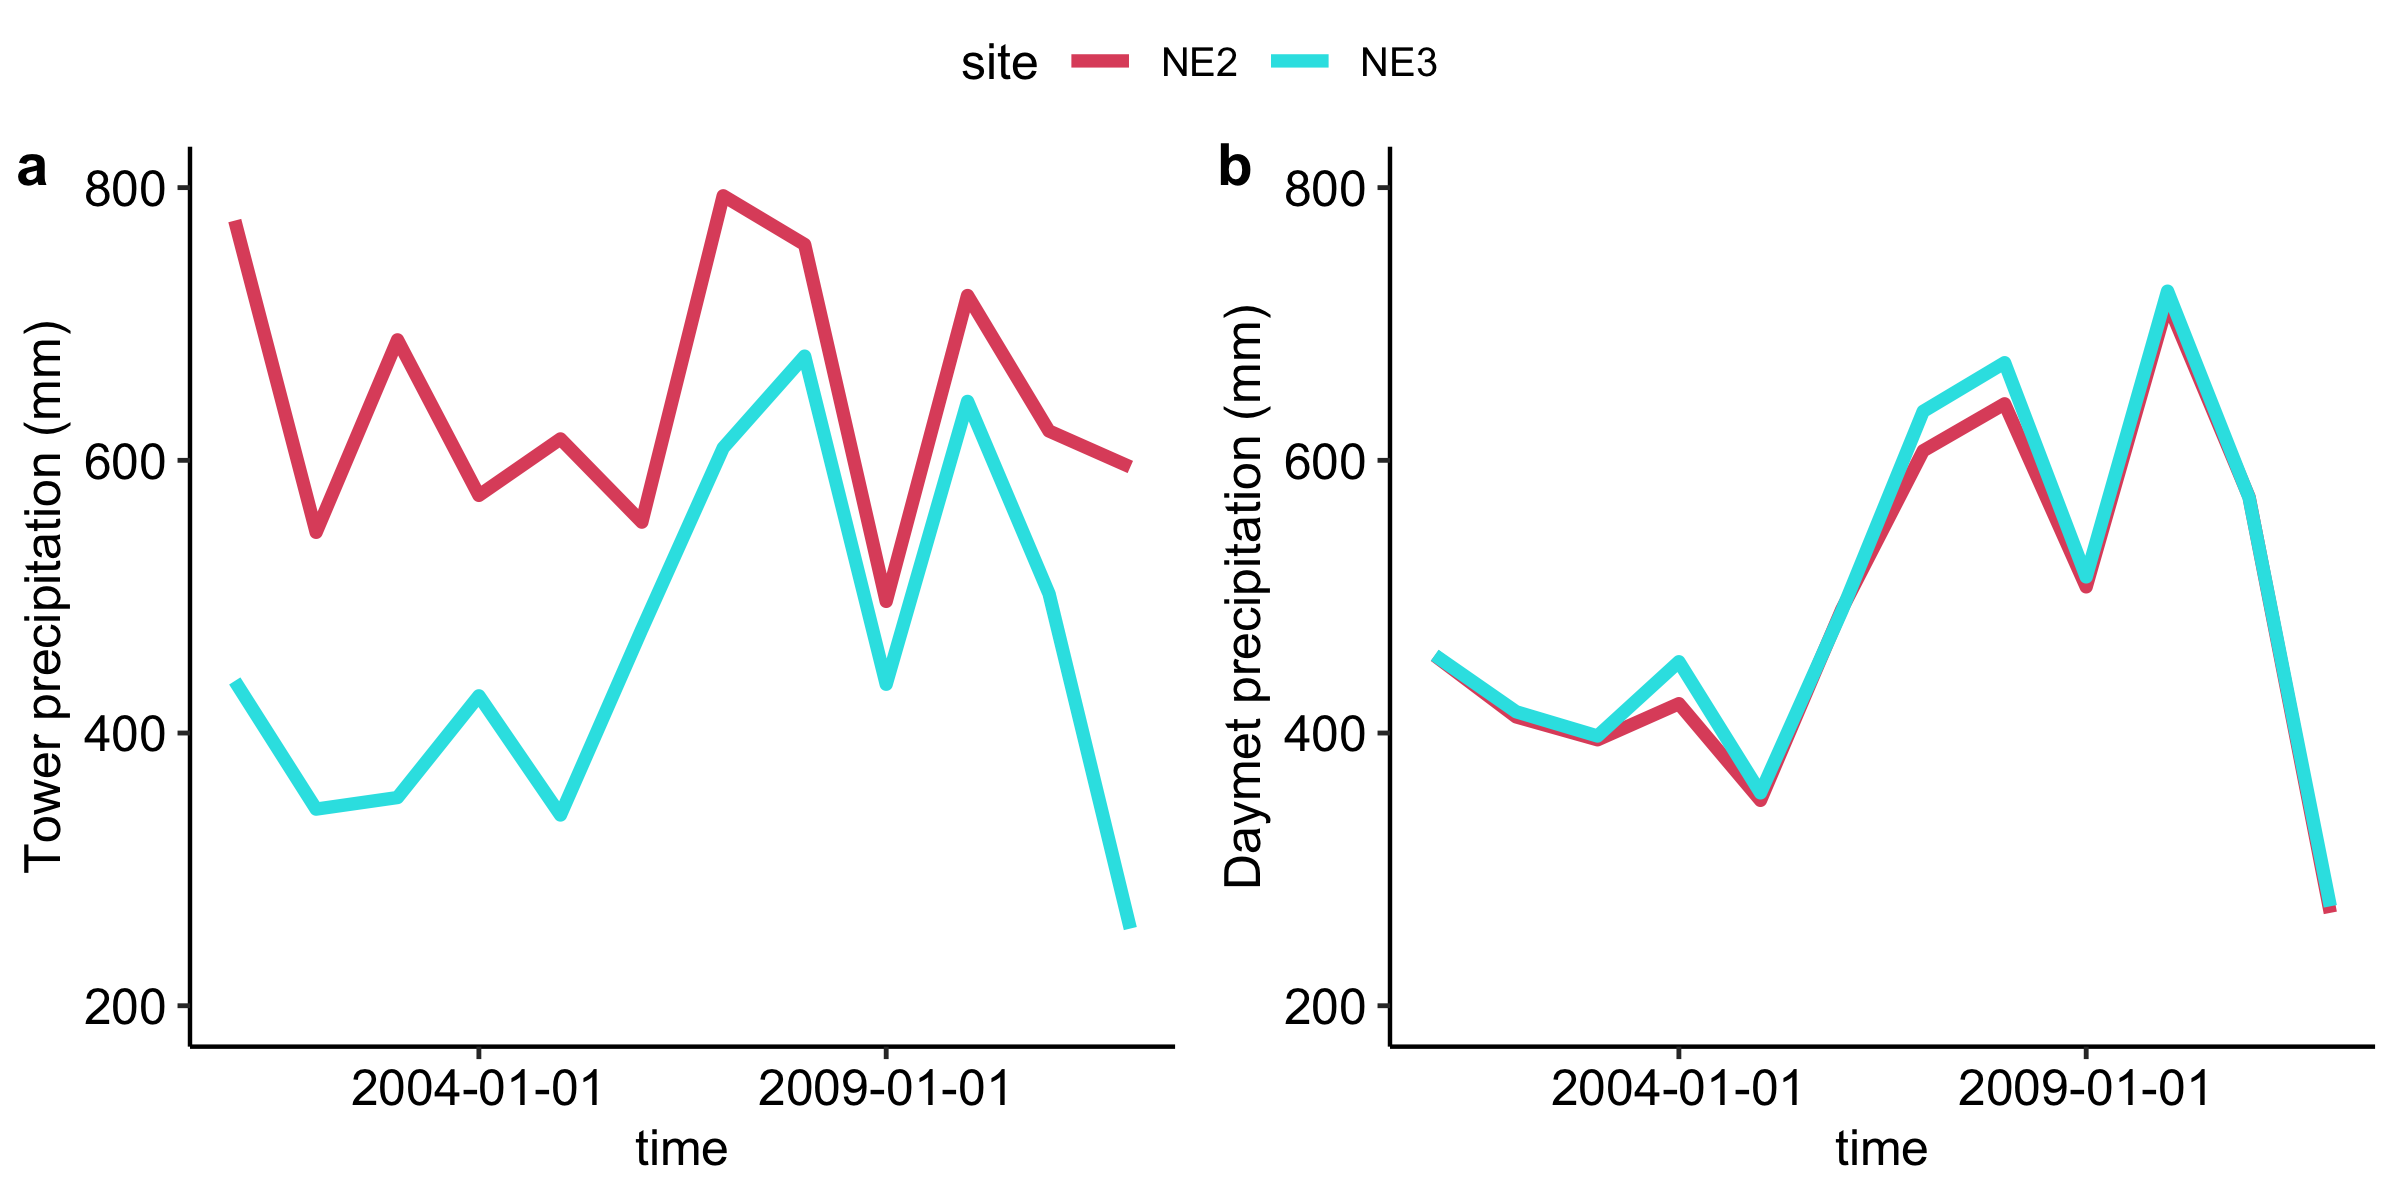 site NE2 NE3
a
800
600
400
200
Tower precipitation (mm)
2004-01-01 2009-01-01
time
b
800
600
400
200
Daymet precipitation (mm)
2004-01-01 2009-01-01
time